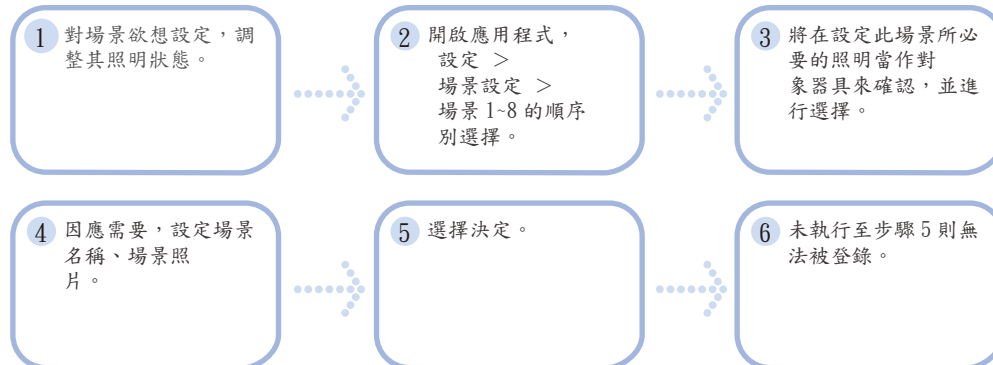 1 對場景欲想設定，調
整其照明狀態。
2 開啟應用程式，
設定 >
場景設定 >
場景 1~8 的順序
別選擇。
3 將在設定此場景所必
要的照明當作對
象器具來確認，並進
行選擇。
4 因應需要，設定場景
名稱、場景照
片。
5 選擇決定。
6 未執行至步驟 5 則無
法被登錄。